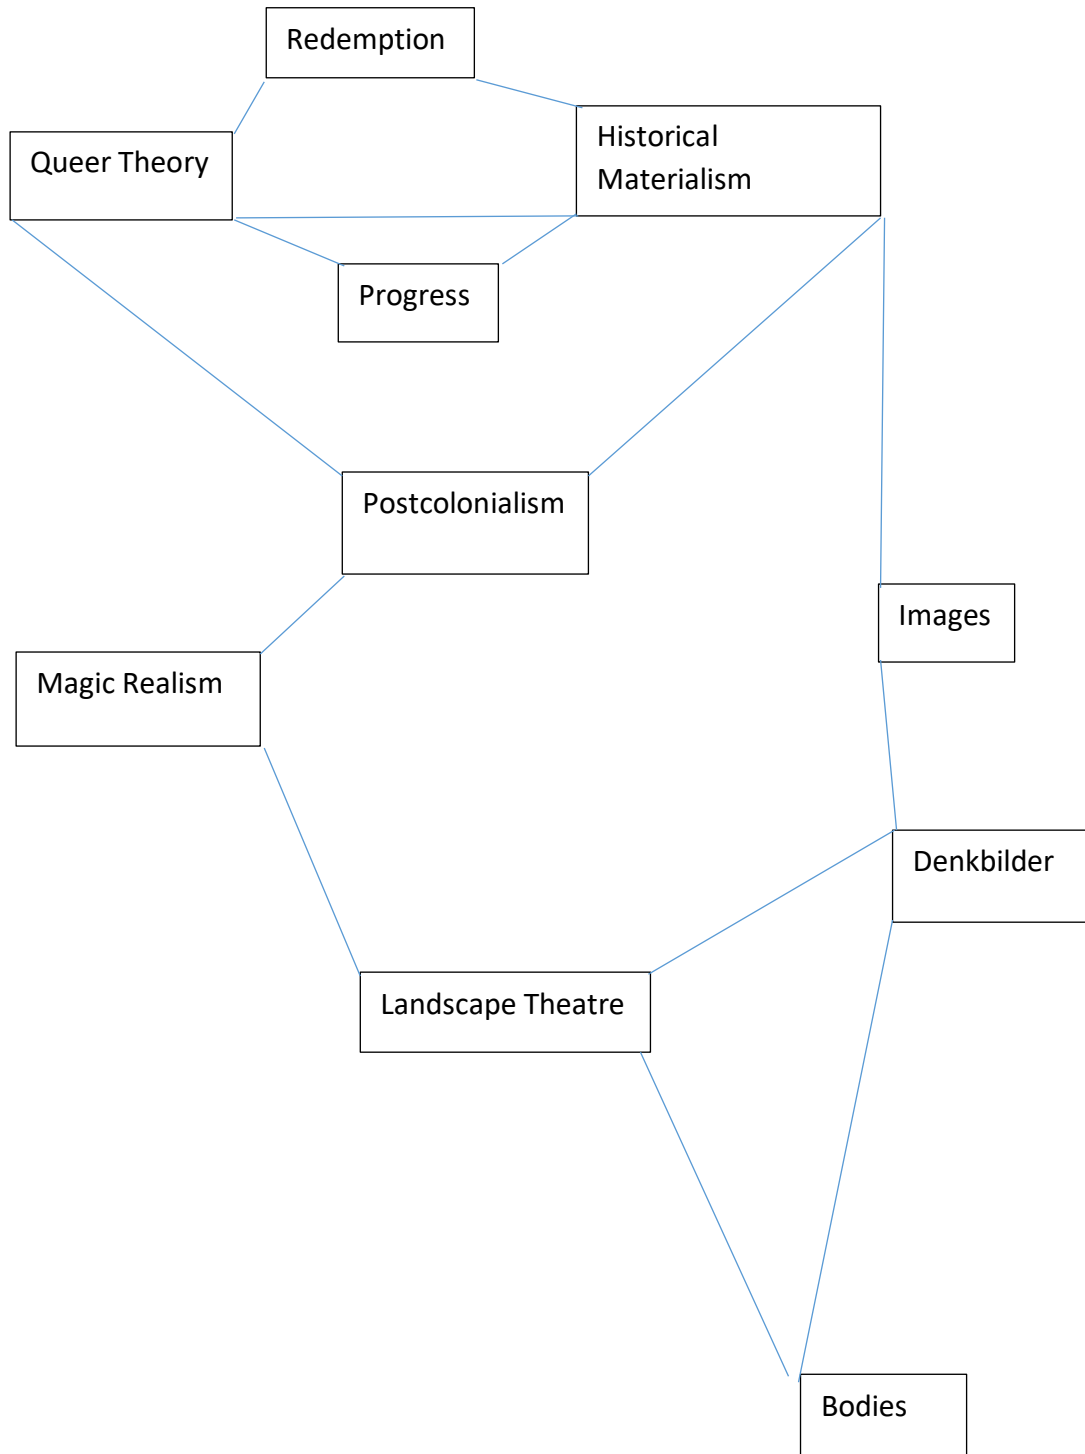 Redemption
Historical
Materialism
Queer Theory
Progress
Postcolonialism
Images
Magic Realism
Denkbilder
Landscape Theatre
Bodies